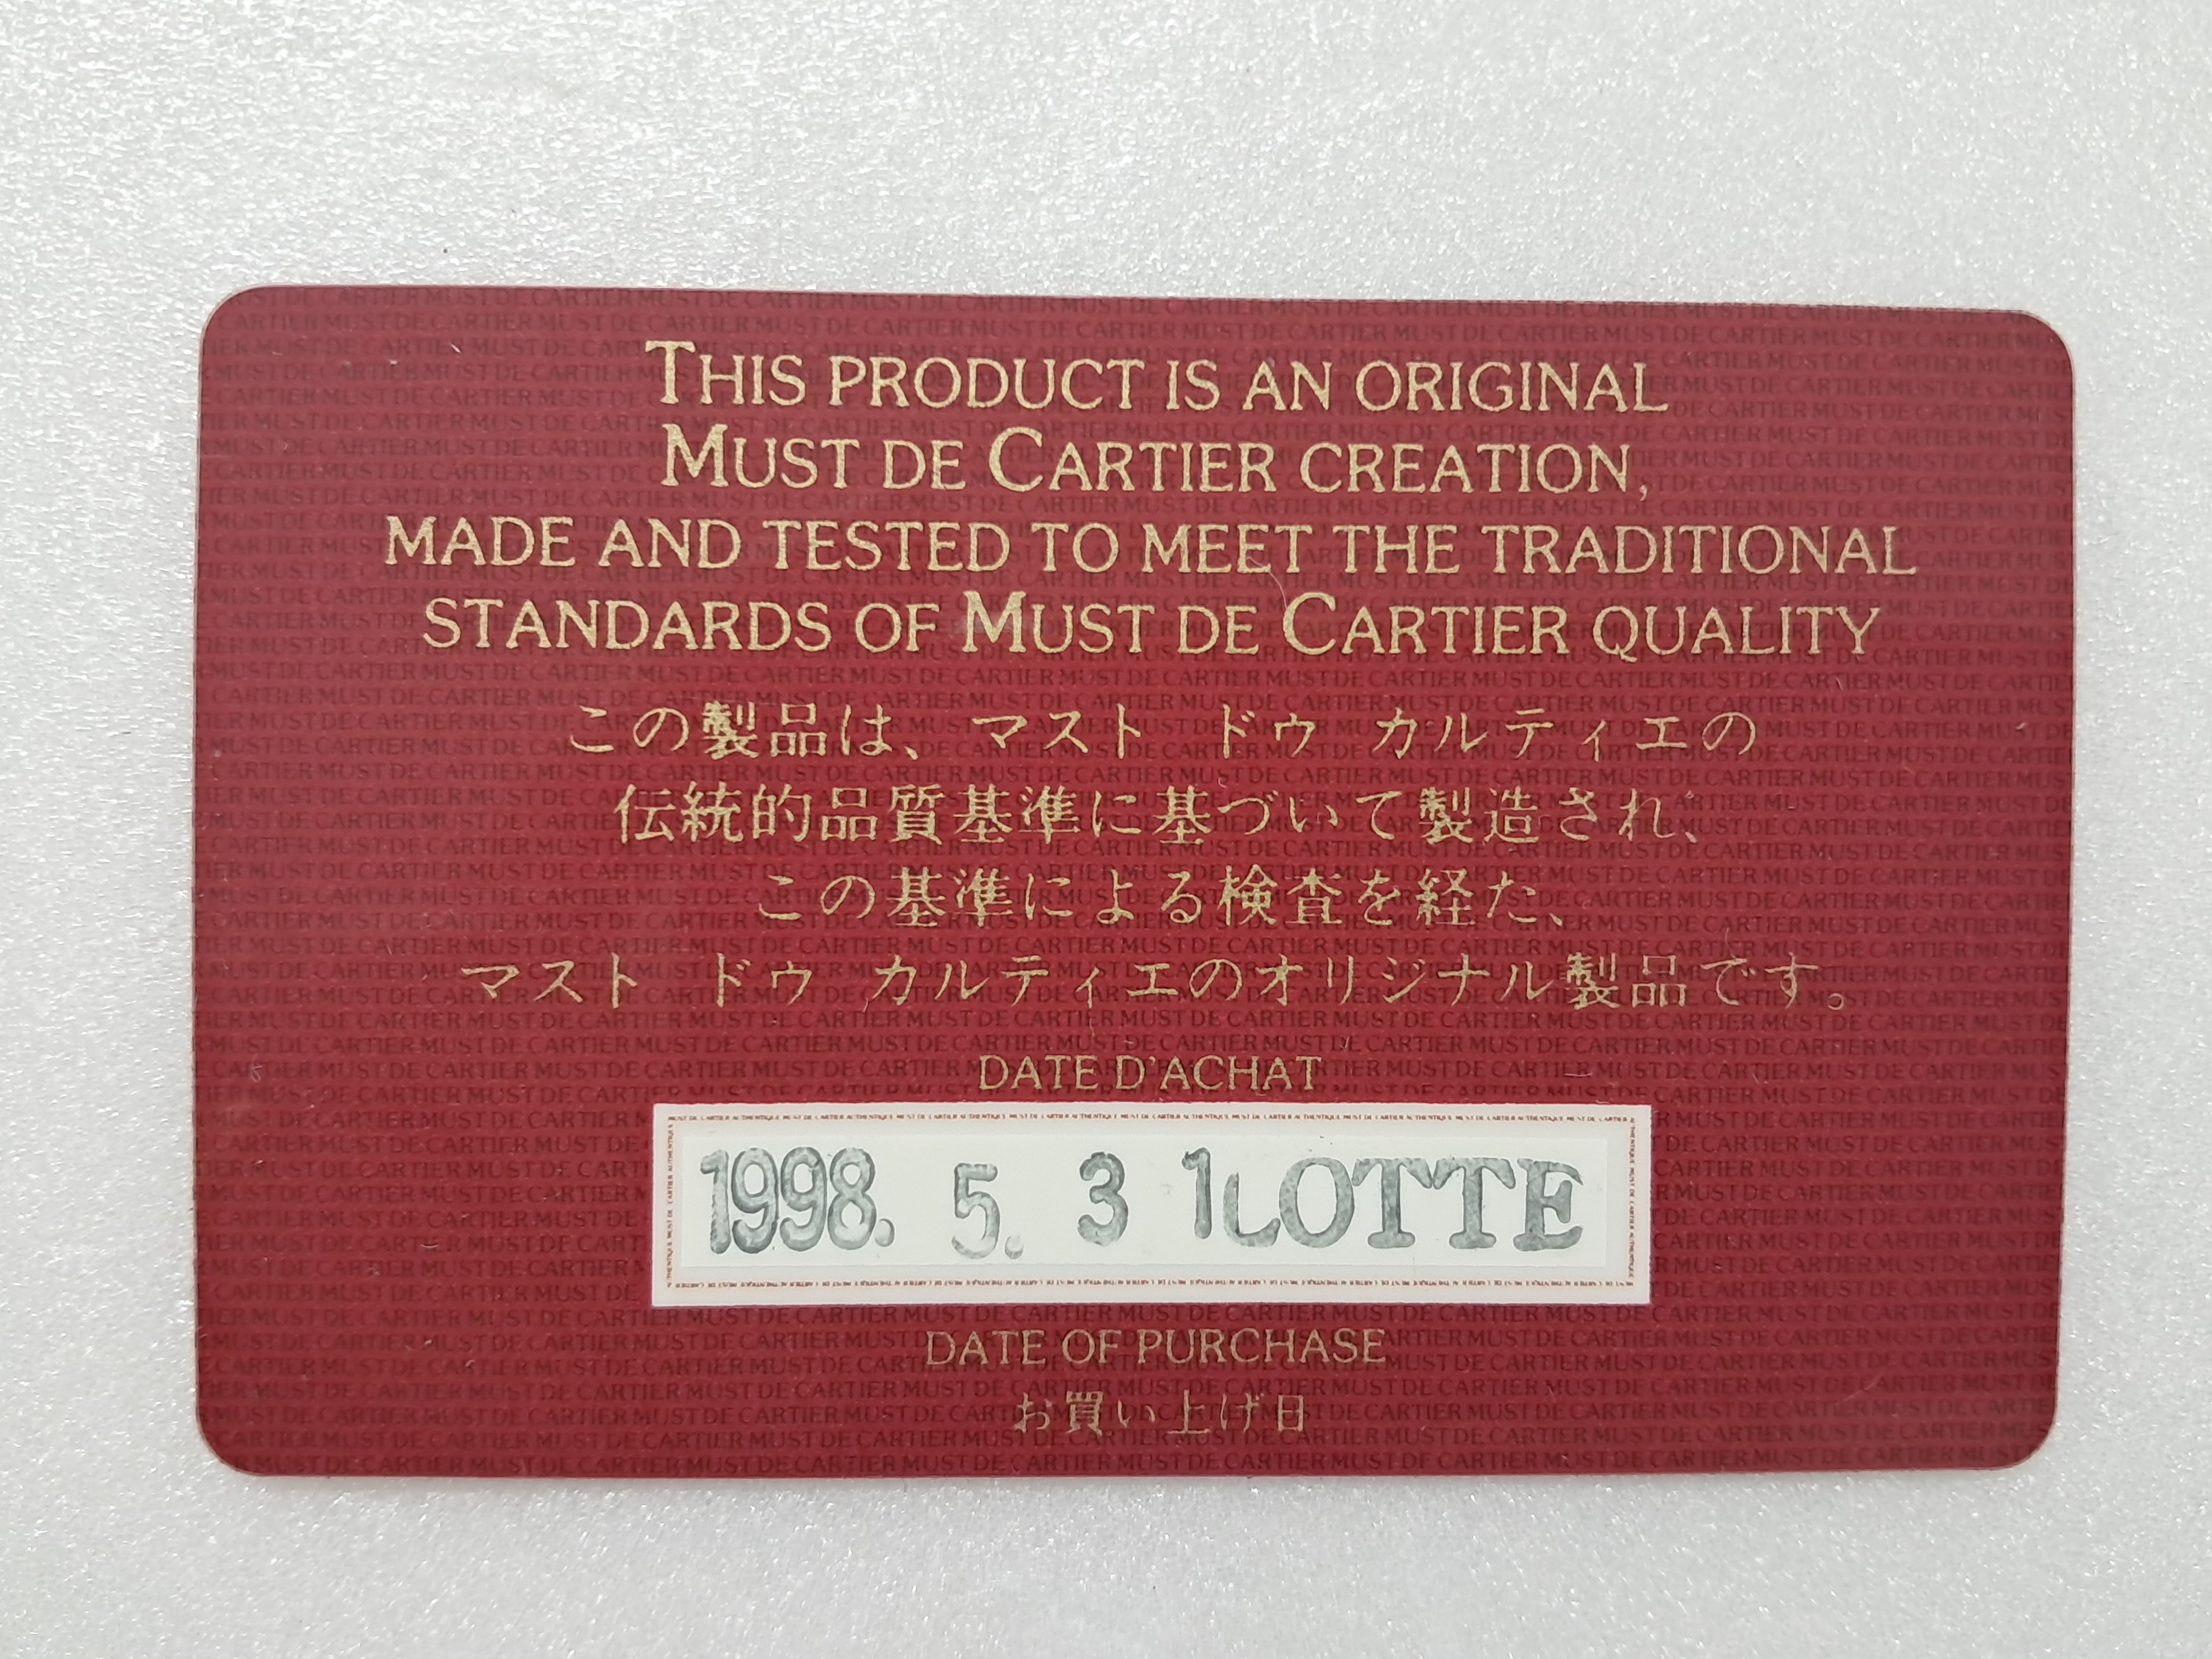 THIS PRODUCT IS AN ORIGINAL
MUST DE CARTIER CREATION,
MADE AND TESTED TO MEET THE TRADITIONAL
STANDARDS OF MUST DE CARTIER QUALITY
この製品は、マスト ドゥ カルティエの
伝統的品質基準に基づいて製造され、
この基準による検査を経た、
マスト ドゥ カルティエのオリジナル製品です。
DATE D'ACHAT
1998. 5. 3 1LOTTE
DATE OF PURCHASE
お買い上げ日